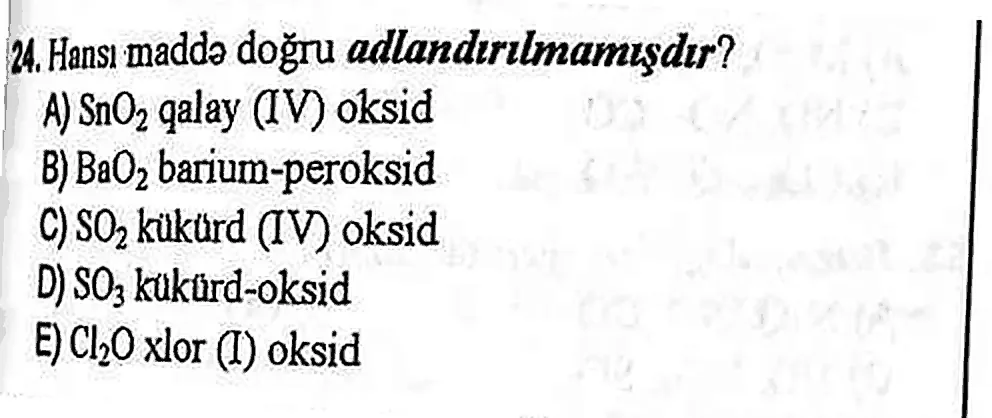 24. Hansı maddə doğru adlandırılmamışdır?
A) SnO₂ qalay (IV) oksid
B) BaO₂ barium-peroksid
C) SO₂ kükürd (IV) oksid
D) SO₃ kükürd-oksid
E) Cl₂O xlor (I) oksid